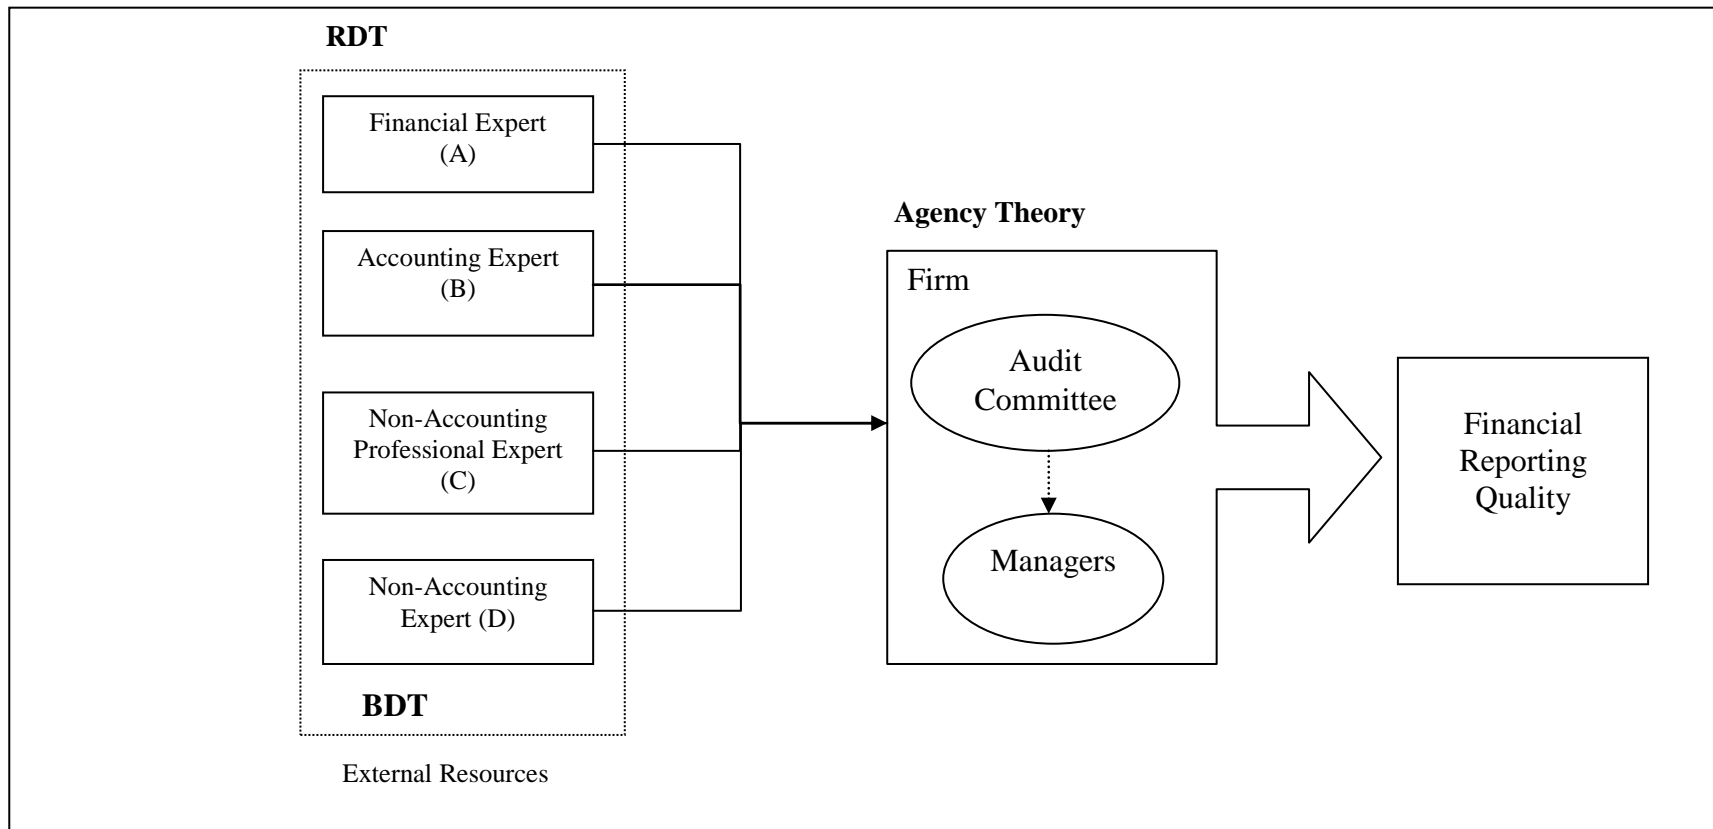 RDT
Financial Expert
(A)
Accounting Expert
(B)
Non-Accounting
Professional Expert
(C)
Non-Accounting
Expert (D)
BDT
External Resources
Agency Theory
Firm
Audit
Committee
Managers
Financial
Reporting
Quality